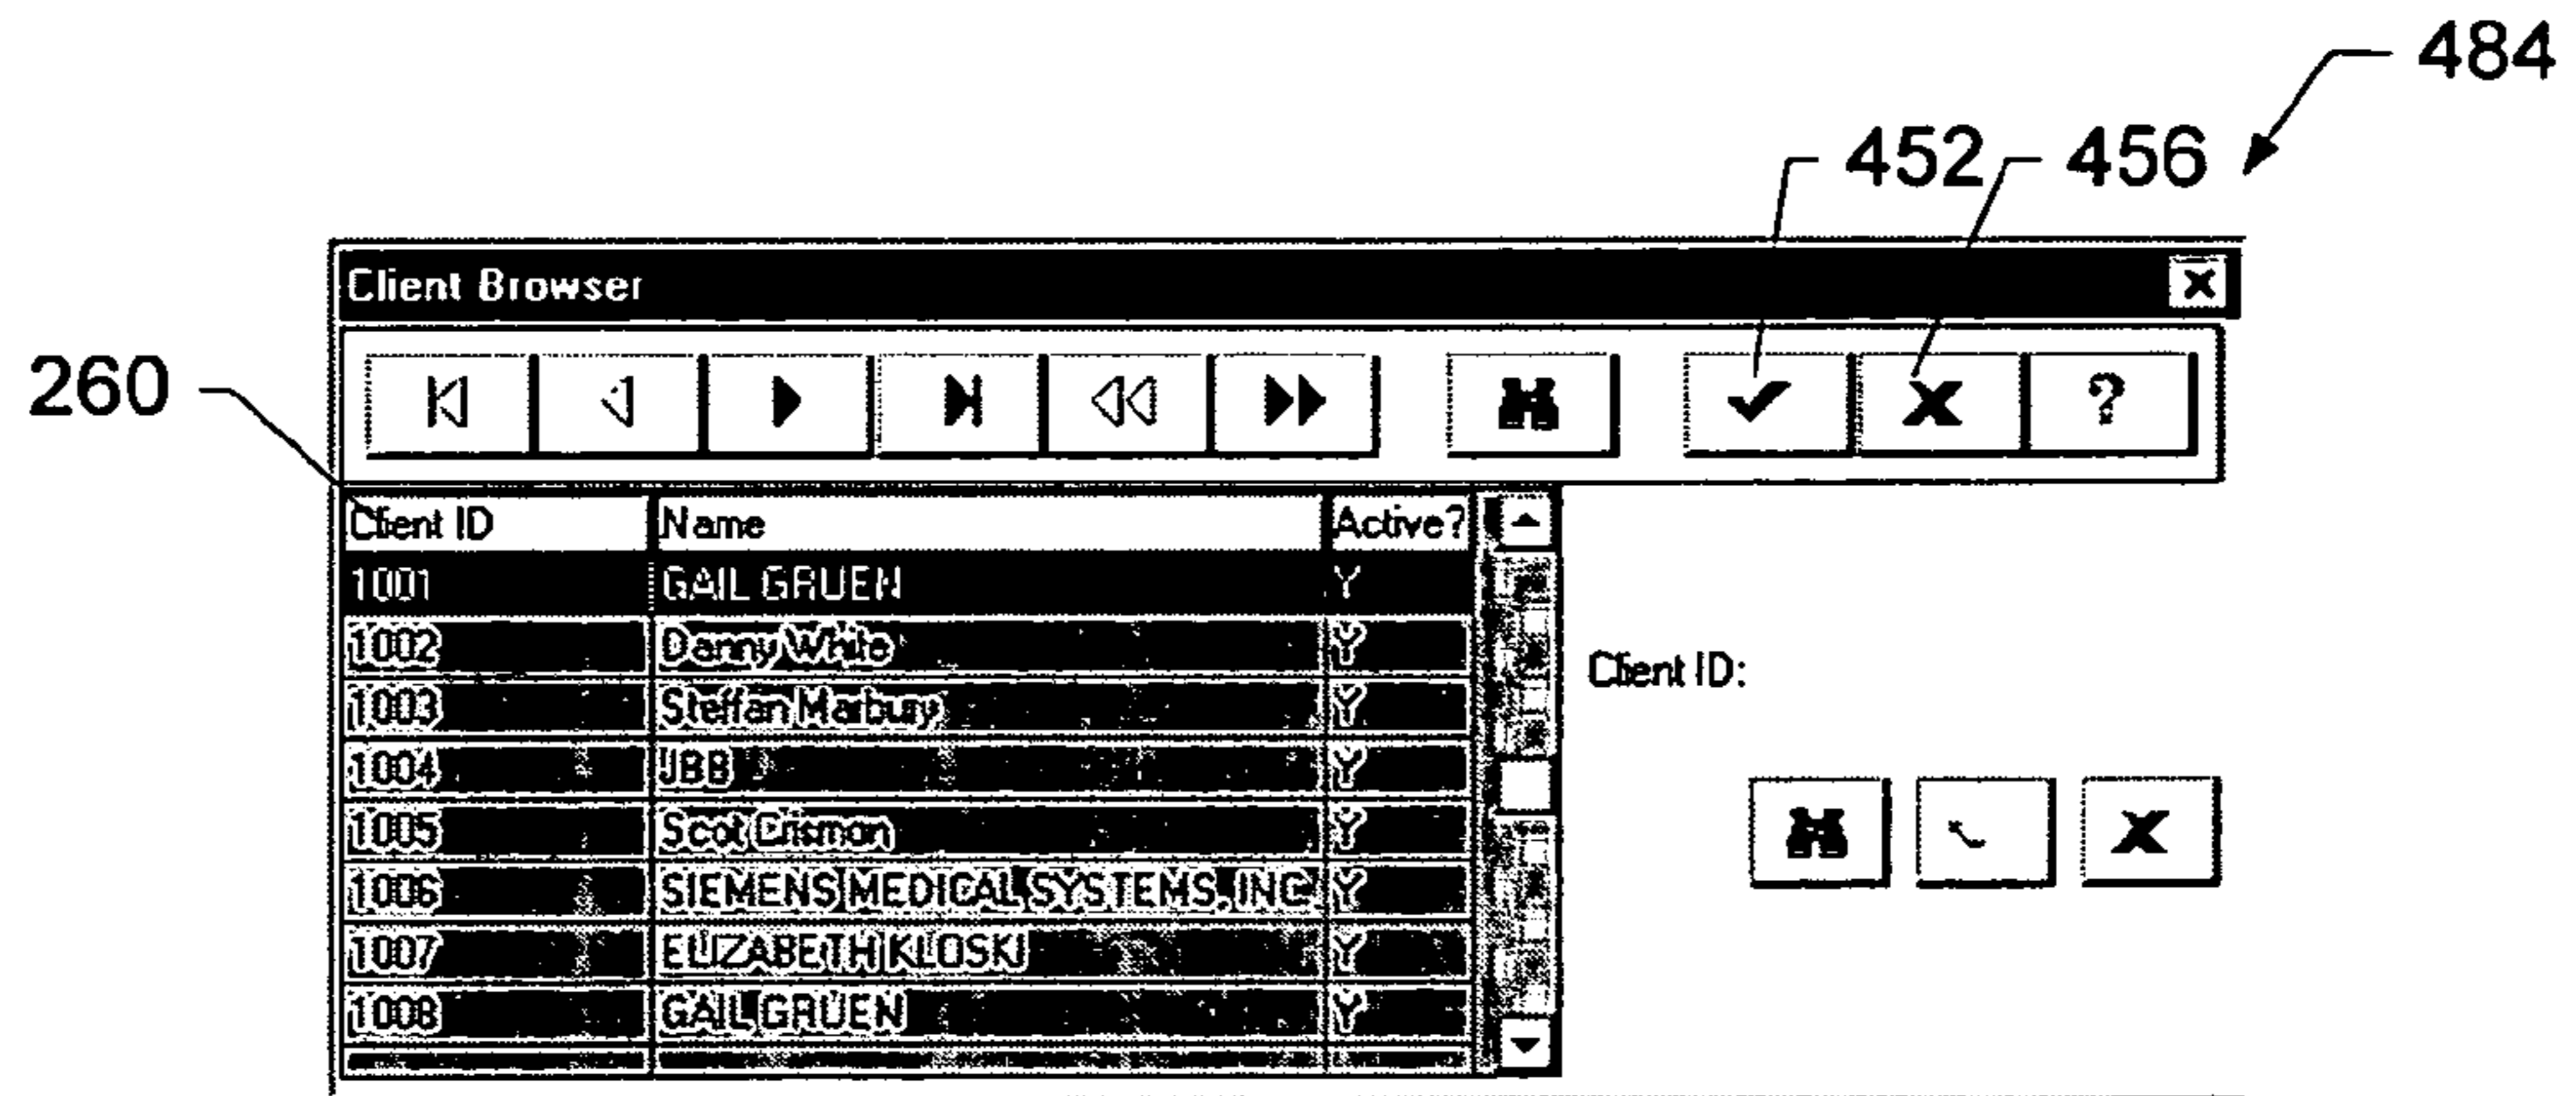 484
452 456
Client Browser
260
?
Client ID Name Active?
1001 GAIL GRUEN Y
1002 Danny White Y
1003 Steffan Marbury Y
Client ID:
1004 JBB Y
1005 Scot Crismon Y
1006 SIEMENS MEDICAL SYSTEMS, INC. Y
1007 ELIZABETH KLOSKI Y
1008 GAIL GRUEN Y